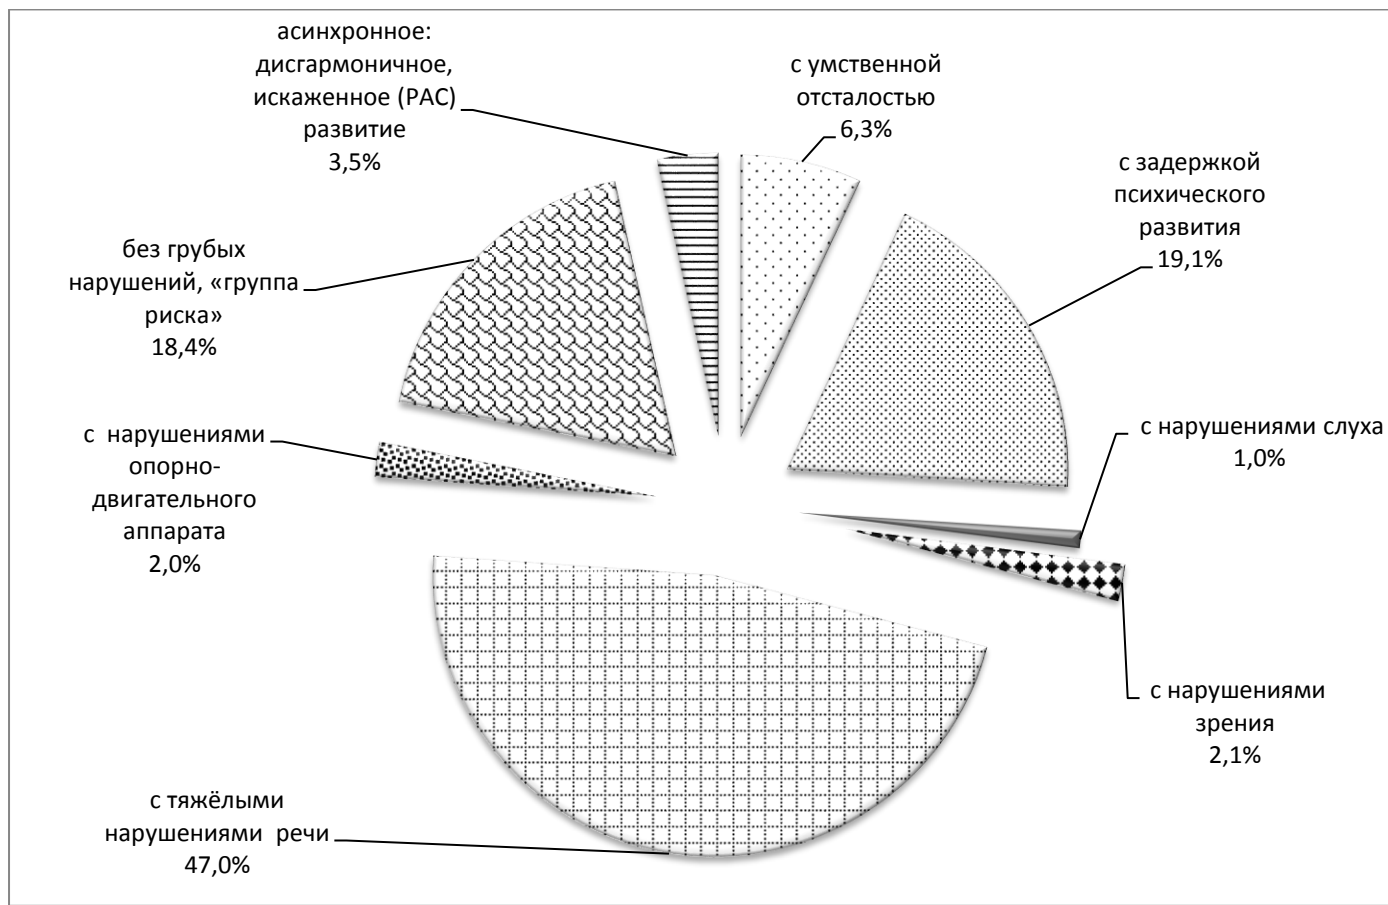 асинхронное:
дисгармоничное,
искаженное (РАС)
развитие
3,5%
с умственной
отсталостью
6,3%
с задержкой
психического
развития
19,1%
без грубых
нарушений, «группа
риска»
18,4%
с нарушениями
опорно-
двигательного
аппарата
2,0%
с нарушениями слуха
1,0%
с нарушениями
зрения
2,1%
с тяжёлыми
нарушениями речи
47,0%